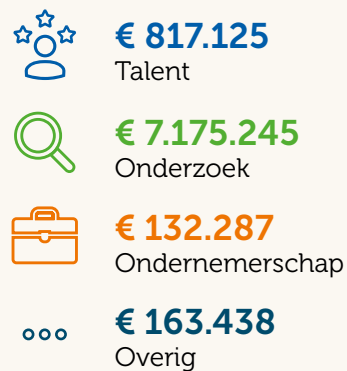 € 817.125
Talent
€ 7.175.245
Onderzoek
€ 132.287
Ondernemerschap
€ 163.438
Overig